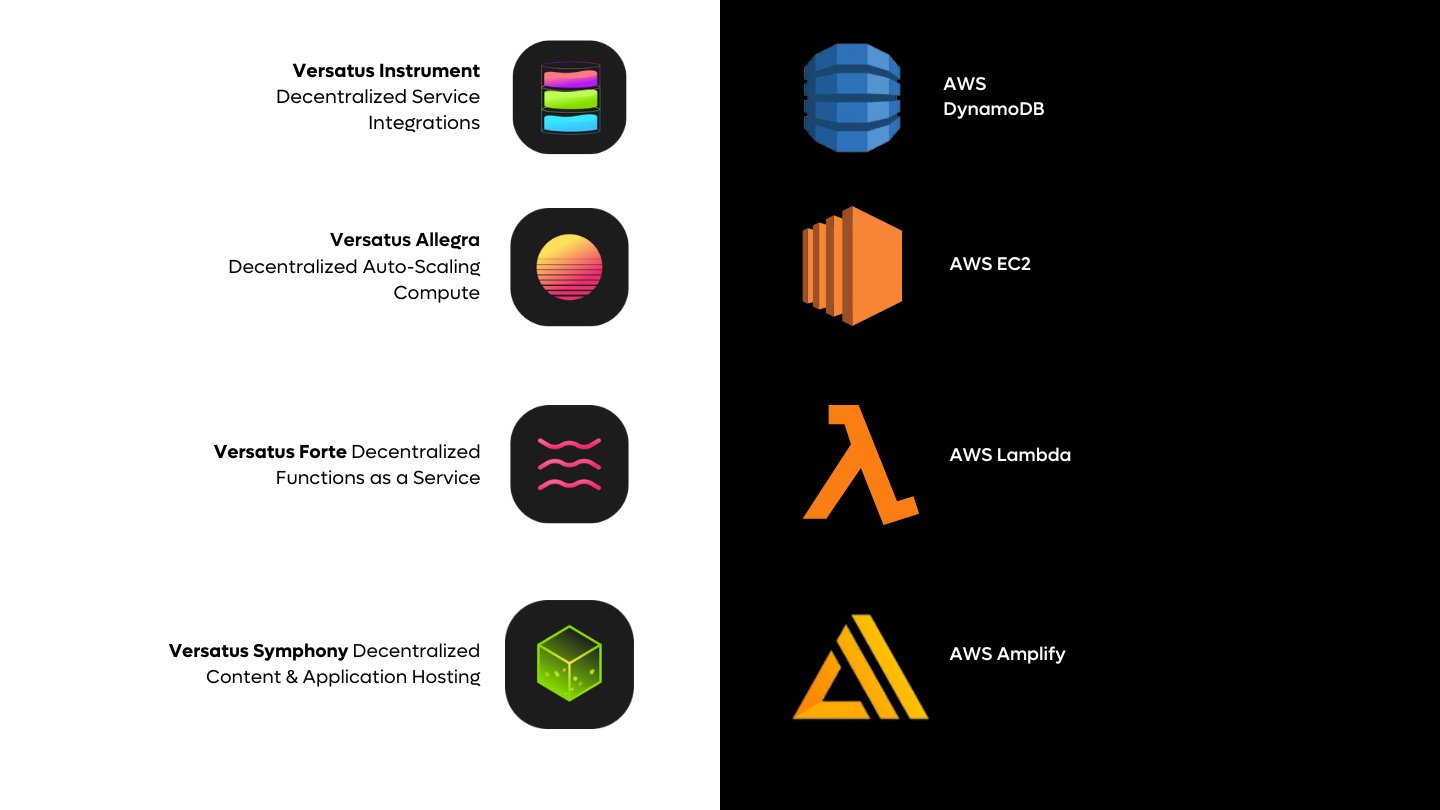 Versatus Instrument
Decentralized Service
Integrations
AWS
DynamoDB
Versatus Allegra
Decentralized Auto-Scaling
Compute
AWS EC2
Versatus Forte Decentralized
Functions as a Service
AWS Lambda
Versatus Symphony Decentralized
Content & Application Hosting
AWS Amplify